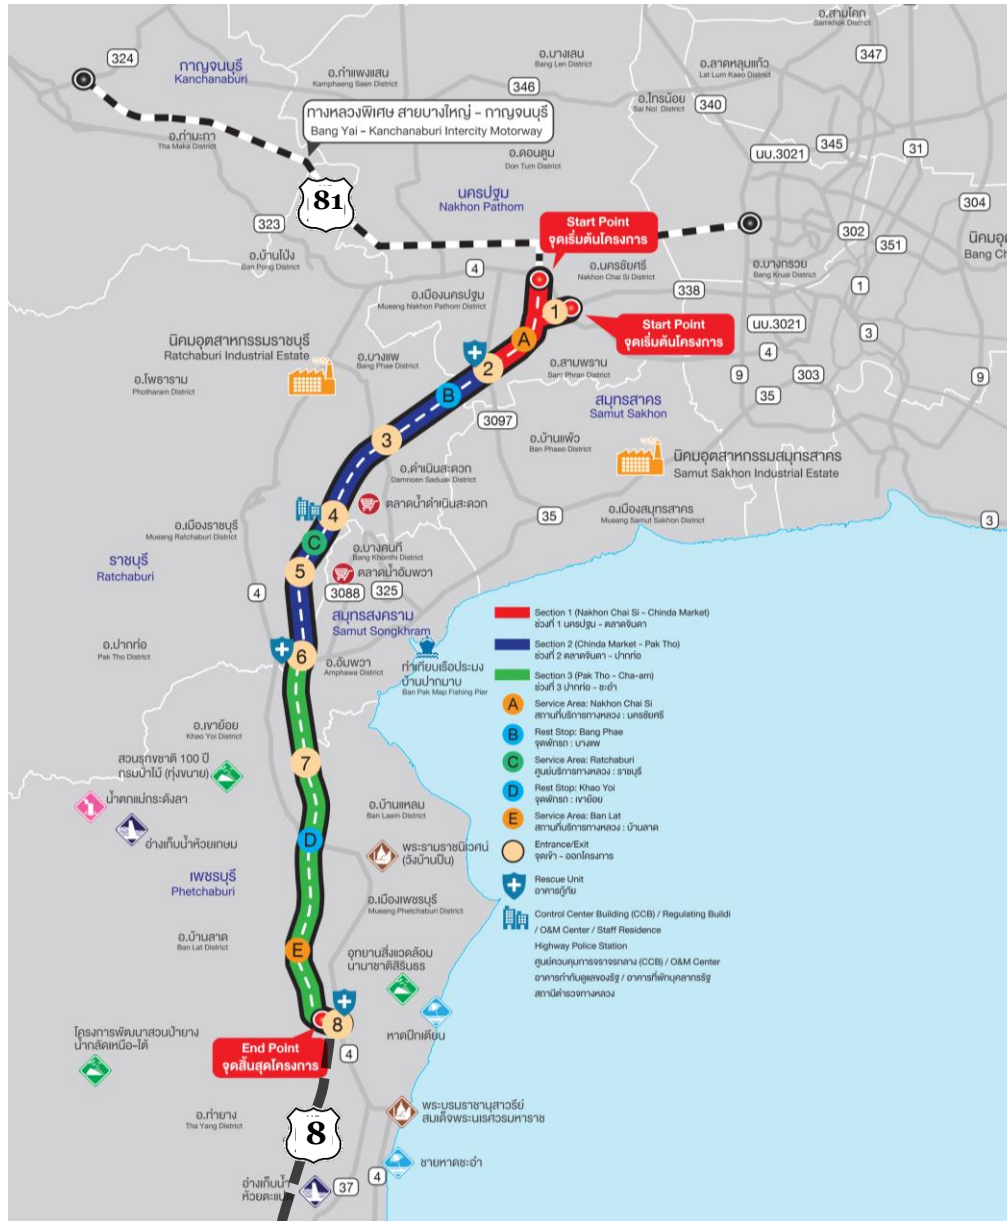 อ.สามโคก
Samkhok District
324
กาญจนบุรี
Kanchanaburi
อ.กำแพงแสน
Kamphaeng Saen District
อ.บางเลน
Bang Len District
346
อ.ลาดหลุมแก้ว
Lat Lum Kaeo District
347
อ.ไทรน้อย
Sai Noi District
340
ทางหลวงพิเศษ สายบางใหญ่ - กาญจนบุรี
Bang Yai - Kanchanaburi Intercity Motorway
อ.ท่ามะกา
Tha Maka District
อ.ดอนตูม
Don Tum District
นบ.3021
345
31
81
นครปฐม
Nakhon Pathom
323
304
Start Point
จุดเริ่มต้นโครงการ
302
351
นิคมอุต
Bang Ch
อ.บ้านโป่ง
Ban Pong District
4
อ.นครชัยศรี
Nakhon Chai Si District
อ.บางกรวย
Bang Kruai District
อ.เมืองนครปฐม
Mueang Nakhon Pathom District
338
1
1
Start Point
จุดเริ่มต้นโครงการ
นบ.3021
3
นิคมอุตสาหกรรมราชบุรี
Ratchaburi Industrial Estate
A
อ.บางแพ
Bang Phae District
2
อ.สามพราน
Sam Phran District
4
9
303
9
35
อ.โพธาราม
Photharam District
B
สมุทรสาคร
Samut Sakhon
3097
3
อ.บ้านแพ้ว
Ban Phaeo District
นิคมอุตสาหกรรมสมุทรสาคร
Samut Sakhon Industrial Estate
อ.ดำเนินสะดวก
Damnoen Saduak District
ตลาดน้ำดำเนินสะดวก
4
35
อ.เมืองสมุทรสาคร
Mueang Samut Sakhon District
3
อ.เมืองราชบุรี
Mueang Ratchaburi District
C
อ.บางคนที
Bang Khonthi District
ราชบุรี
Ratchaburi
5
ตลาดน้ำอัมพวา
4
3088
325
สมุทรสงคราม
Samut Songkhram
อ.ปากท่อ
Pak Tho District
6
อ.อัมพวา
Amphawa District
ท่าเทียบเรือประมง
บ้านปากมาบ
Ban Pak Map Fishing Pier
Section 1 (Nakhon Chai Si - Chinda Market)
ช่วงที่ 1 นครปฐม - ตลาดจินดา
Section 2 (Chinda Market - Pak Tho)
ช่วงที่ 2 ตลาดจินดา - ปากท่อ
Section 3 (Pak Tho - Cha-am)
ช่วงที่ 3 ปากท่อ - ชะอำ
A
Service Area: Nakhon Chai Si
สถานที่บริการทางหลวง : นครชัยศรี
B
Rest Stop: Bang Phae
จุดพักรถ : บางแพ
C
Service Area: Ratchaburi
ศูนย์บริการทางหลวง : ราชบุรี
D
Rest Stop: Khao Yoi
จุดพักรถ : เขาย้อย
E
Service Area: Ban Lat
สถานที่บริการทางหลวง : บ้านลาด
Entrance/Exit
จุดเข้า - ออกโครงการ
Rescue Unit
อาคารกู้ภัย
Control Center Building (CCB) / Regulating Buildi
/ O&M Center / Staff Residence
Highway Police Station
ศูนย์ควบคุมการจราจรกลาง (CCB) / O&M Center
อาคารกำกับดูแลของรัฐ / อาคารที่พักบุคลากรรัฐ
สถานีตำรวจทางหลวง
อ.เขาย้อย
Khao Yoi District
สวนรุกขชาติ 100 ปี
กรมป่าไม้ (ทุ่งขนาย)
7
น้ำตกแม่กระดังลา
อ่างเก็บน้ำห้วยเกษม
อ.บ้านแหลม
Ban Laem District
D
พระรามราชนิเวศน์
(วังบ้านปืน)
เพชรบุรี
Phetchaburi
อ.เมืองเพชรบุรี
Mueang Phetchaburi District
อ.บ้านลาด
Ban Lat District
E
อุทยานสิ่งแวดล้อม
นานาชาติสิรินธร
8
หาดปึกเตียน
โครงการพัฒนาสวนป่ายาง
น้ำกลัดเหนือ-ใต้
End Point
จุดสิ้นสุดโครงการ
4
อ.ท่ายาง
Tha Yang District
8
พระบรมราชานุสาวรีย์
สมเด็จพระนเรศวรมหาราช
ชายหาดชะอำ
อ่างเก็บน้ำ
ห้วยตะแปด
37
4